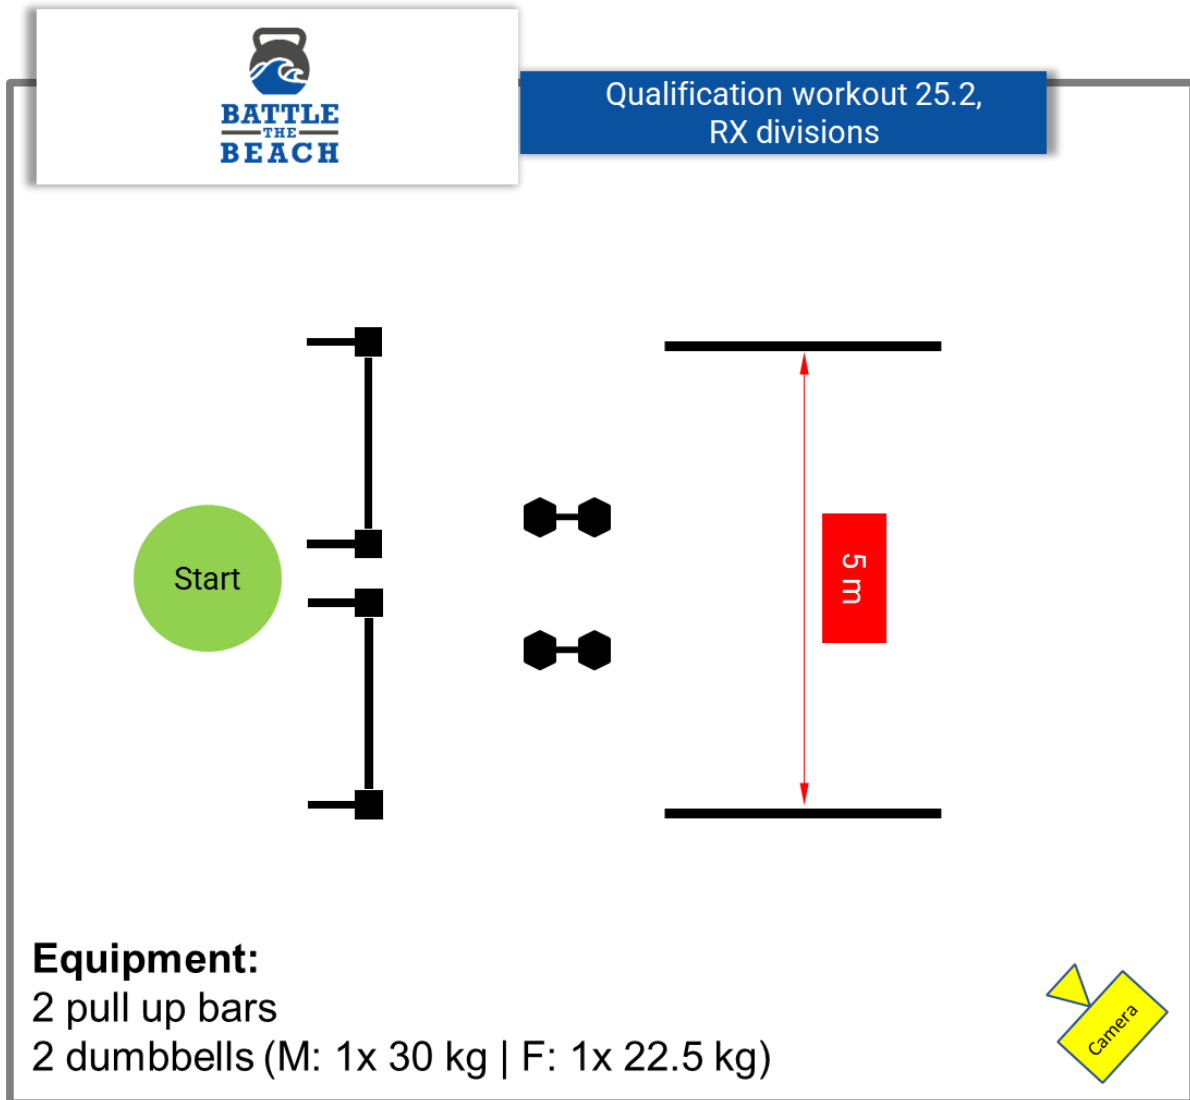 BATTLE
THE
BEACH
Qualification workout 25.2,
RX divisions
Start
5 m
Equipment:
2 pull up bars
2 dumbbells (M: 1x 30 kg | F: 1x 22.5 kg)
Camera